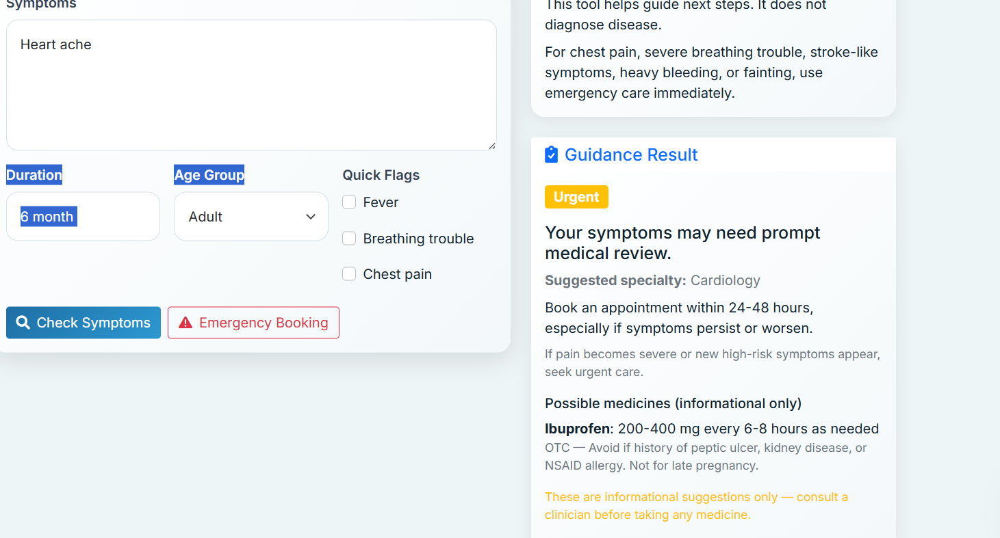 Symptoms
Heart ache
Duration
6 month
Age Group
Adult
Quick Flags
Fever
Breathing trouble
Chest pain
Check Symptoms
Emergency Booking
This tool helps guide next steps. It does not
diagnose disease.
For chest pain, severe breathing trouble, stroke-like
symptoms, heavy bleeding, or fainting, use
emergency care immediately.
Guidance Result
Urgent
Your symptoms may need prompt
medical review.
Suggested specialty: Cardiology
Book an appointment within 24-48 hours,
especially if symptoms persist or worsen.
If pain becomes severe or new high-risk symptoms appear,
seek urgent care.
Possible medicines (informational only)
Ibuprofen: 200-400 mg every 6-8 hours as needed
OTC — Avoid if history of peptic ulcer, kidney disease, or
NSAID allergy. Not for late pregnancy.
These are informational suggestions only — consult a
clinician before taking any medicine.